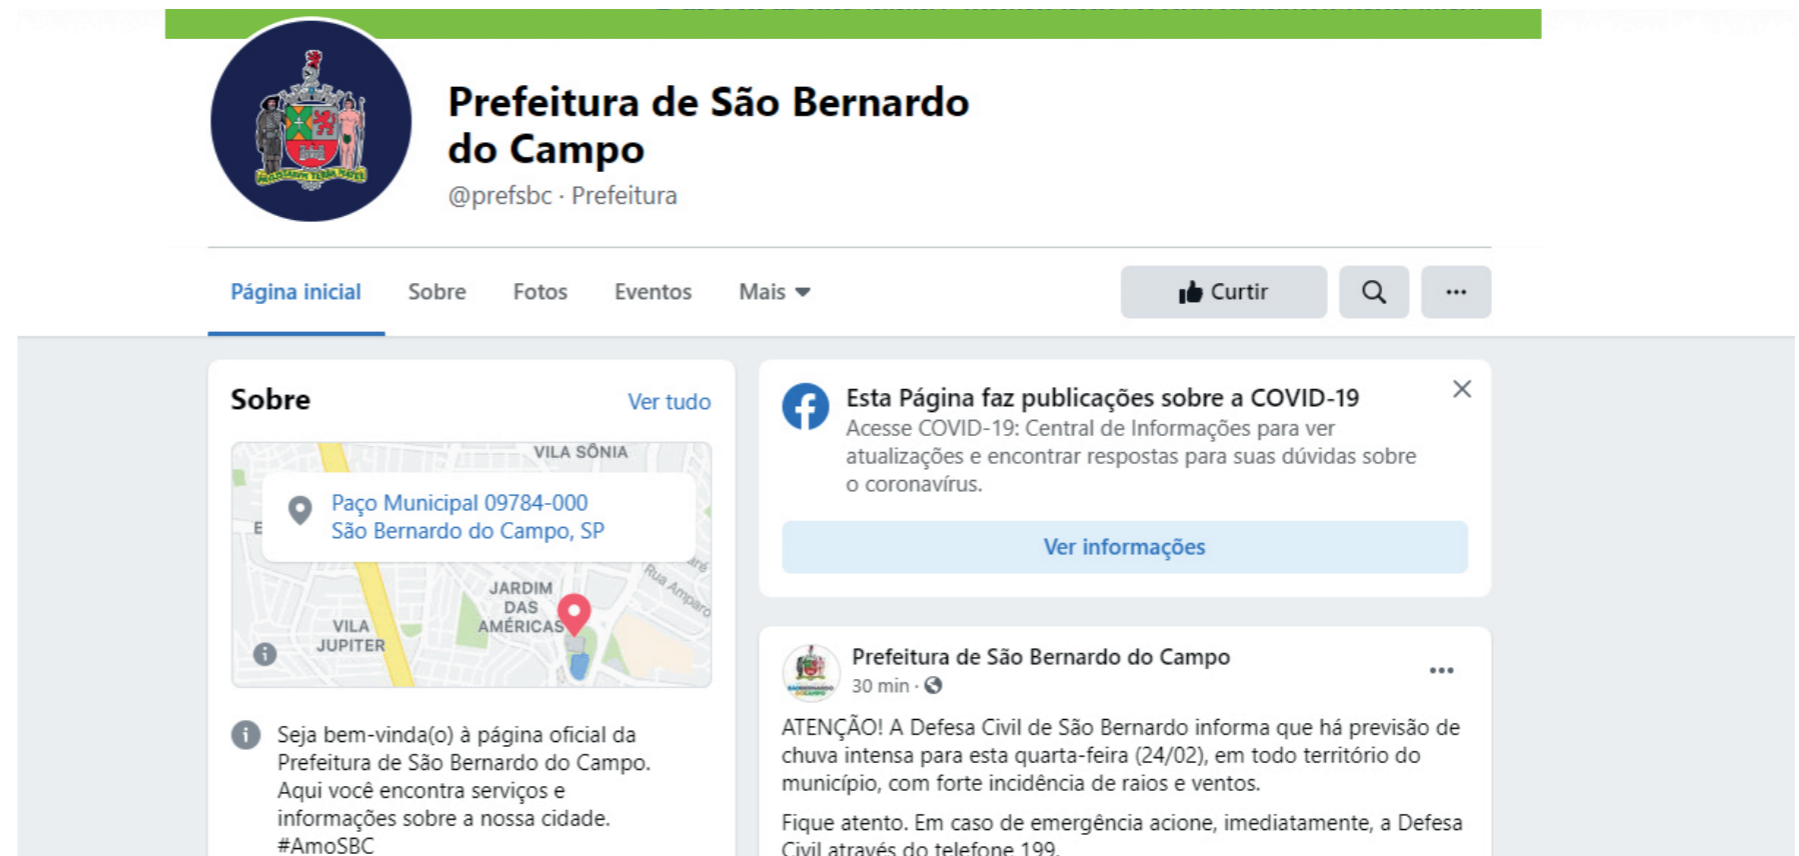 Prefeitura de São Bernardo
do Campo
@prefsbc · Prefeitura
Página inicial
Sobre
Fotos
Eventos
Mais
Curtir
Sobre
Ver tudo
VILA SÔNIA
Paço Municipal 09784-000
São Bernardo do Campo, SP
JARDIM
DAS
AMÉRICAS
VILA
JUPITER
Rua Amparo
Seja bem-vinda(o) à página oficial da
Prefeitura de São Bernardo do Campo.
Aqui você encontra serviços e
informações sobre a nossa cidade.
#AmoSBC
Esta Página faz publicações sobre a COVID-19
Acesse COVID-19: Central de Informações para ver
atualizações e encontrar respostas para suas dúvidas sobre
o coronavírus.
Ver informações
Prefeitura de São Bernardo do Campo
30 min ·
ATENÇÃO! A Defesa Civil de São Bernardo informa que há previsão de
chuva intensa para esta quarta-feira (24/02), em todo território do
município, com forte incidência de raios e ventos.
Fique atento. Em caso de emergência acione, imediatamente, a Defesa
Civil através do telefone 199.